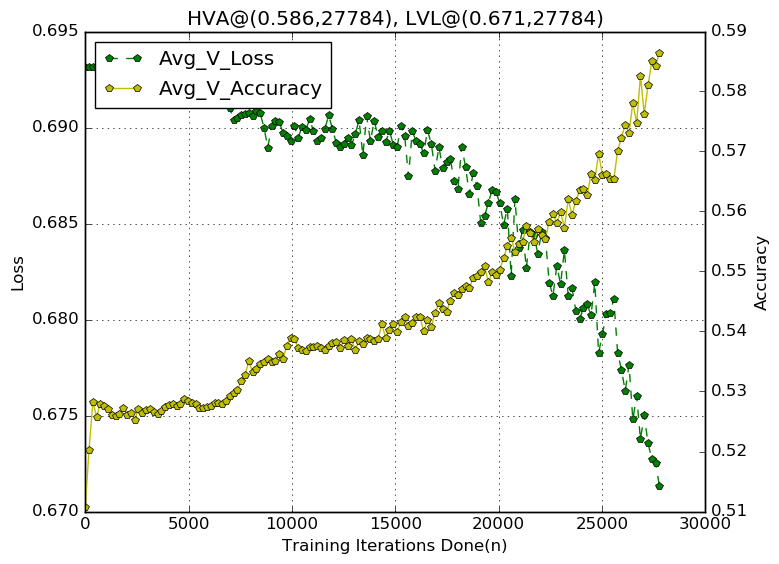 HVA@(0.586,27784), LVL@(0.671,27784)
Avg_V_Loss
Avg_V_Accuracy
0.695
0.690
0.685
0.680
0.675
0.670
Loss
0.59
0.58
0.57
0.56
0.55
0.54
0.53
0.52
0.51
Accuracy
0 5000 10000 15000 20000 25000 30000
Training Iterations Done(n)